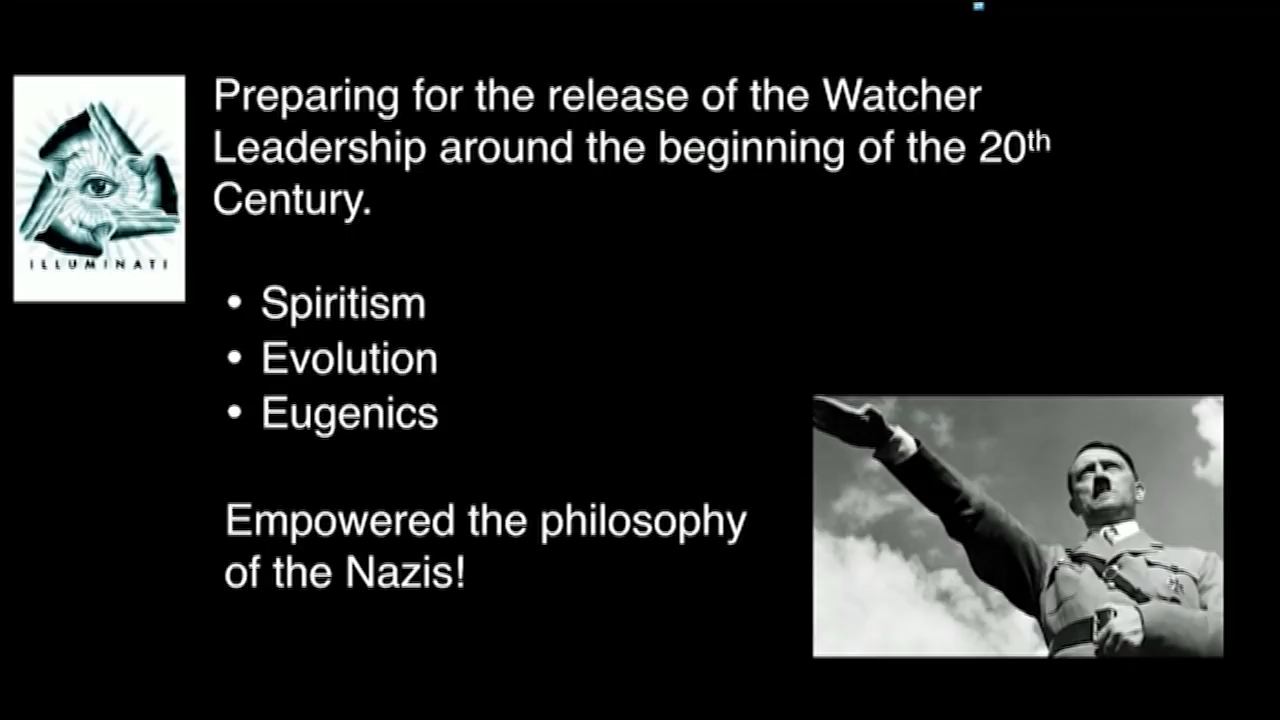 Preparing for the release of the Watcher
Leadership around the beginning of the 20th
Century.
ILLUMINATI
• Spiritism
• Evolution
• Eugenics
Empowered the philosophy
of the Nazis!